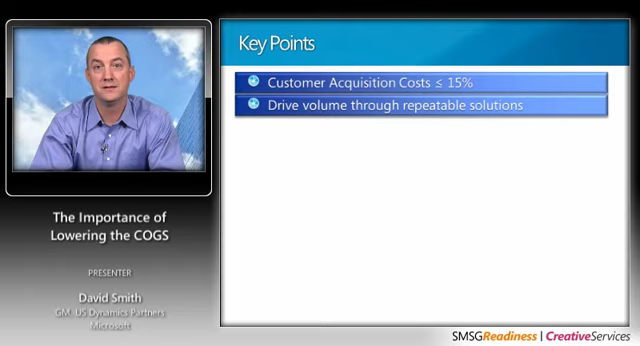 Key Points
Customer Acquisition Costs ≤ 15%
Drive volume through repeatable solutions
The Importance of
Lowering the COGS
PRESENTER
David Smith
GM, US Dynamics Partners
Microsoft
SMSGReadiness | CreativeServices